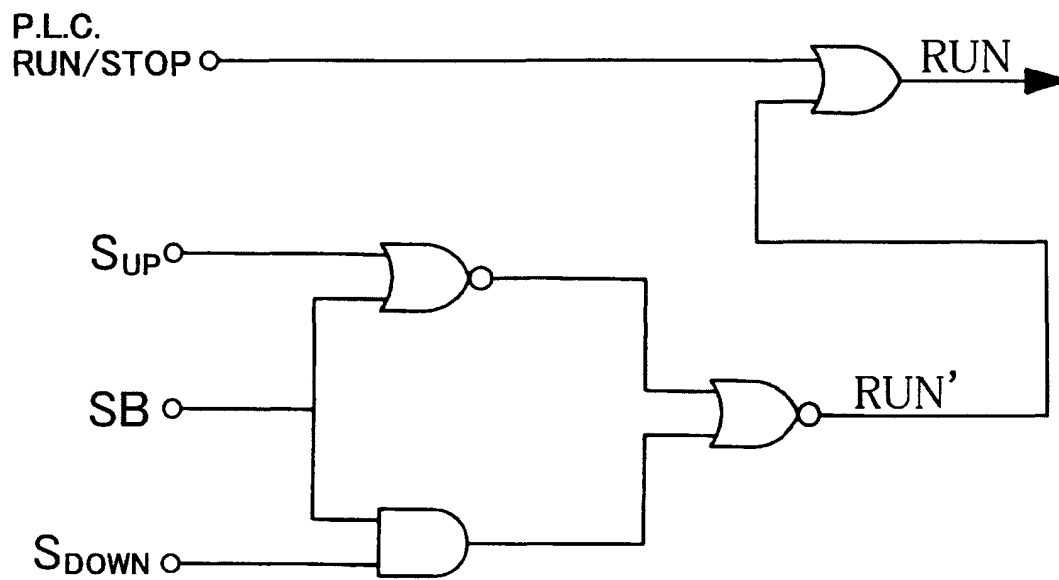 P.L.C.
RUN/STOP
RUN
SUP
SB
RUN'
SDOWN